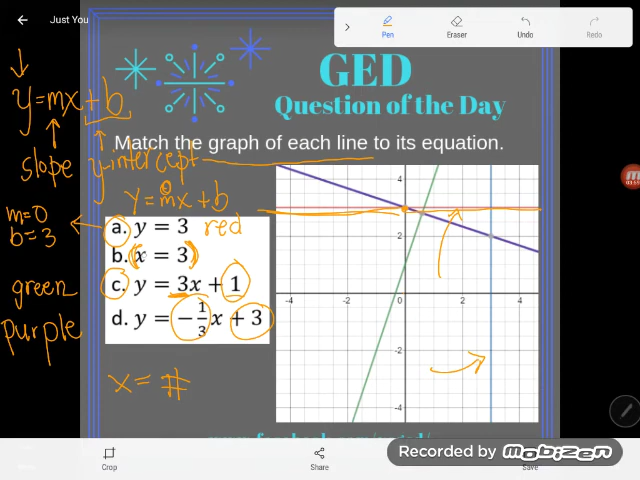 Just You
Pen
Eraser
Undo
Redo
GED
Question of the Day
y=mx+b
Match the graph of each line to its equation.
slope
y-intercept
y=mx+b
m=0
b=3
a. y = 3
red
b. (x = 3)
c. y = 3x + 1
d. y = -1/3 x + 3
green
purple
x = #
4
2
-4
-2
0
2
4
-2
-4
Crop
Share
Save
Recorded by Mobizen